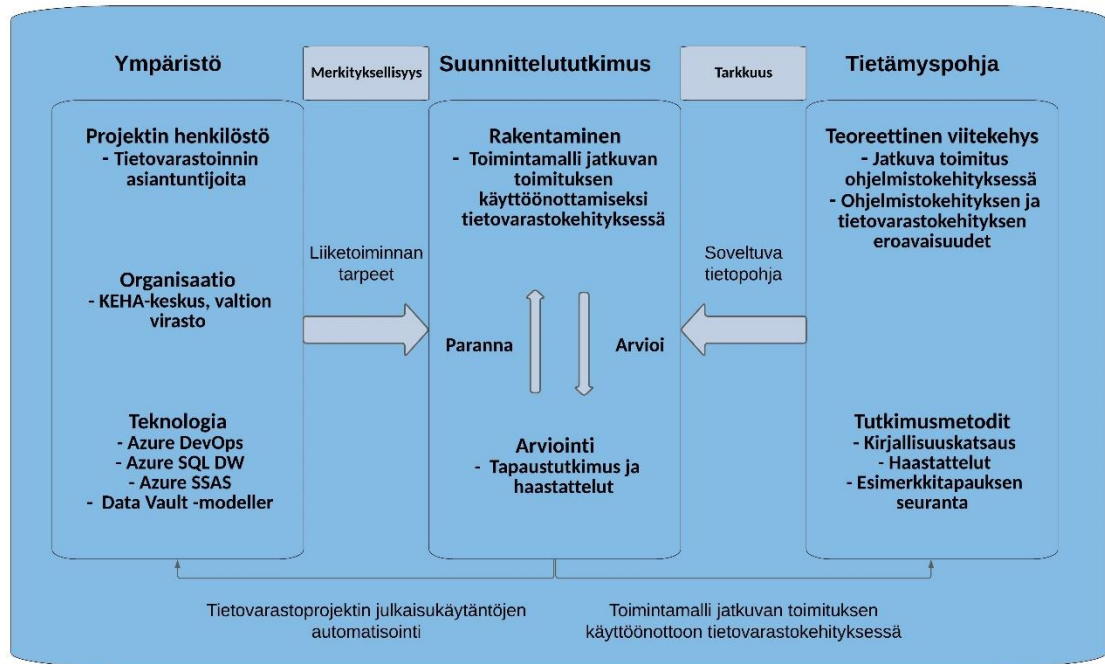 Ympäristö
Merkityksellisyys
Suunnittelututkimus
Tarkkuus
Tietämyspohja
Projektin henkilöstö
- Tietovarastoinnin
asiantuntijoita
Organisaatio
- KEHA-keskus, valtion
virasto
Teknologia
- Azure DevOps
- Azure SQL DW
- Azure SSAS
- Data Vault -modeller
Liiketoiminnan
tarpeet
Rakentaminen
- Toimintamalli jatkuvan
toimituksen
käyttöönottamiseksi
tietovarastokehityksessä
Paranna
Arvioi
Arviointi
- Tapaustutkimus ja
haastattelut
Soveltuva
tietopohja
Teoreettinen viitekehys
- Jatkuva toimitus
ohjelmistokehityksessä
- Ohjelmistokehityksen ja
tietovarastokehityksen
eroavaisuudet
Tutkimusmetodit
- Kirjallisuuskatsaus
- Haastattelut
- Esimerkkitapauksen
seuranta
Tietovarastoprojektin julkaisukäytäntöjen
automatisointi
Toimintamalli jatkuvan toimituksen
käyttöönottoon tietovarastokehityksessä